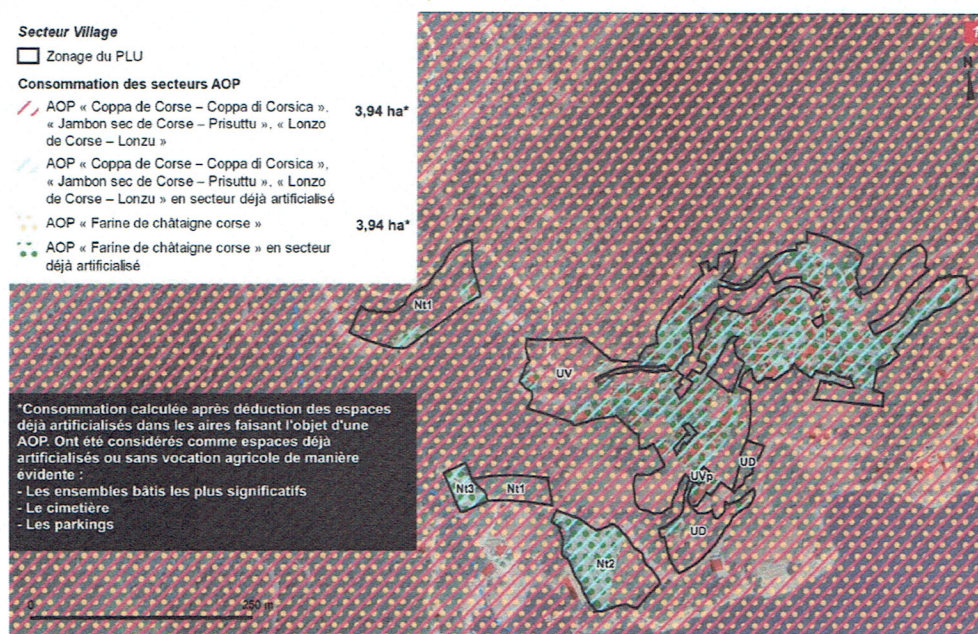 Secteur Village
Zonage du PLU
Consommation des secteurs AOP
AOP « Coppa de Corse – Coppa di Corsica », 3,94 ha*
« Jambon sec de Corse – Prisuttu », « Lonzo
de Corse – Lonzu »
AOP « Coppa de Corse – Coppa di Corsica »,
« Jambon sec de Corse – Prisuttu », « Lonzo
de Corse – Lonzu » en secteur déjà artificialisé
AOP « Farine de châtaigne corse » 3,94 ha*
AOP « Farine de châtaigne corse » en secteur
déjà artificialisé
1
N
Nt1
UV
*Consommation calculée après déduction des espaces
déjà artificialisés dans les aires faisant l'objet d'une
AOP. Ont été considérés comme espaces déjà
artificialisés ou sans vocation agricole de manière
évidente :
- Les ensembles bâtis les plus significatifs
- Le cimetière
- Les parkings
UD
UVp
Nt3
Nt1
UD
Nt2
0
250 m